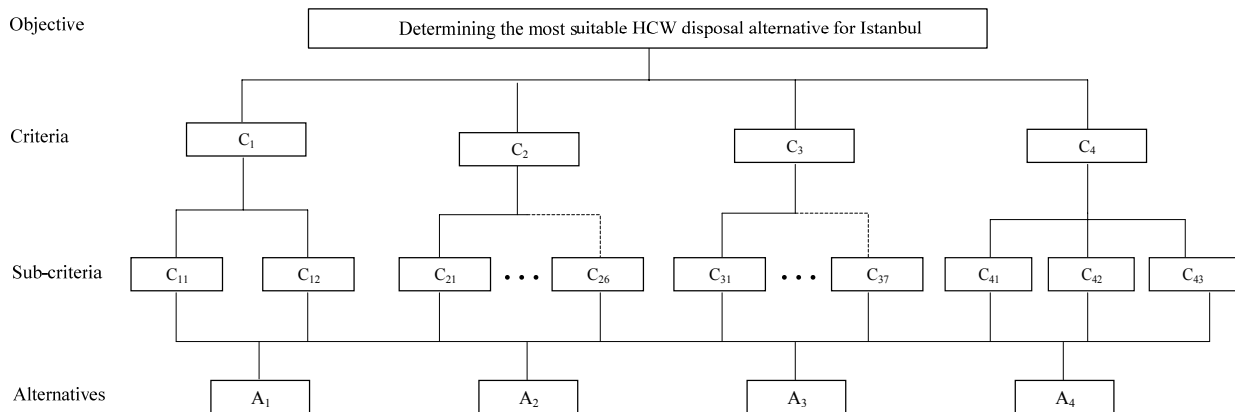 Objective
Determining the most suitable HCW disposal alternative for Istanbul
Criteria
C₁ C₂ C₃ C₄
Sub-criteria
C₁₁ C₁₂ C₂₁ • • • C₂₆ C₃₁ • • • C₃₇ C₄₁ C₄₂ C₄₃
Alternatives
A₁ A₂ A₃ A₄